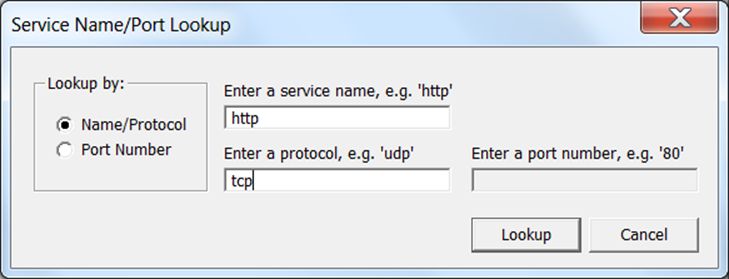 Service Name/Port Lookup
Lookup by:
Name/Protocol
Port Number
Enter a service name, e.g. 'http'
http
Enter a protocol, e.g. 'udp'
tcp
Enter a port number, e.g. '80'
Lookup
Cancel